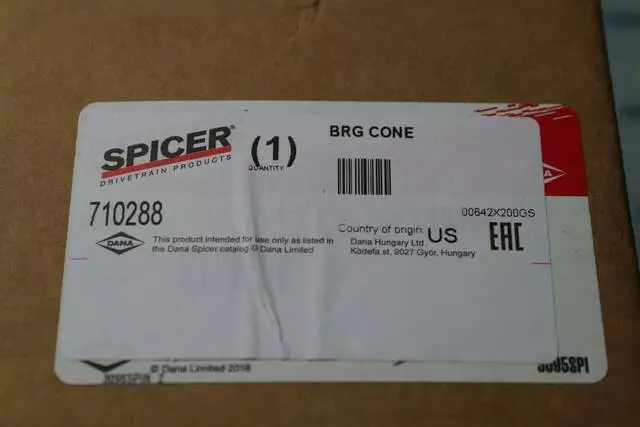 SPICER®
DRIVETRAIN PRODUCTS
(1)
QUANTITY
BRG CONE
710288
00642X200GS
DANA
This product intended for use only as listed in
the Dana Spicer catalog © Dana Limited
Country of origin: US
Dana Hungary Ltd.
Kódefa st, 9027 Győr, Hungary
EAC
© Dana Limited 2018
3095SPI